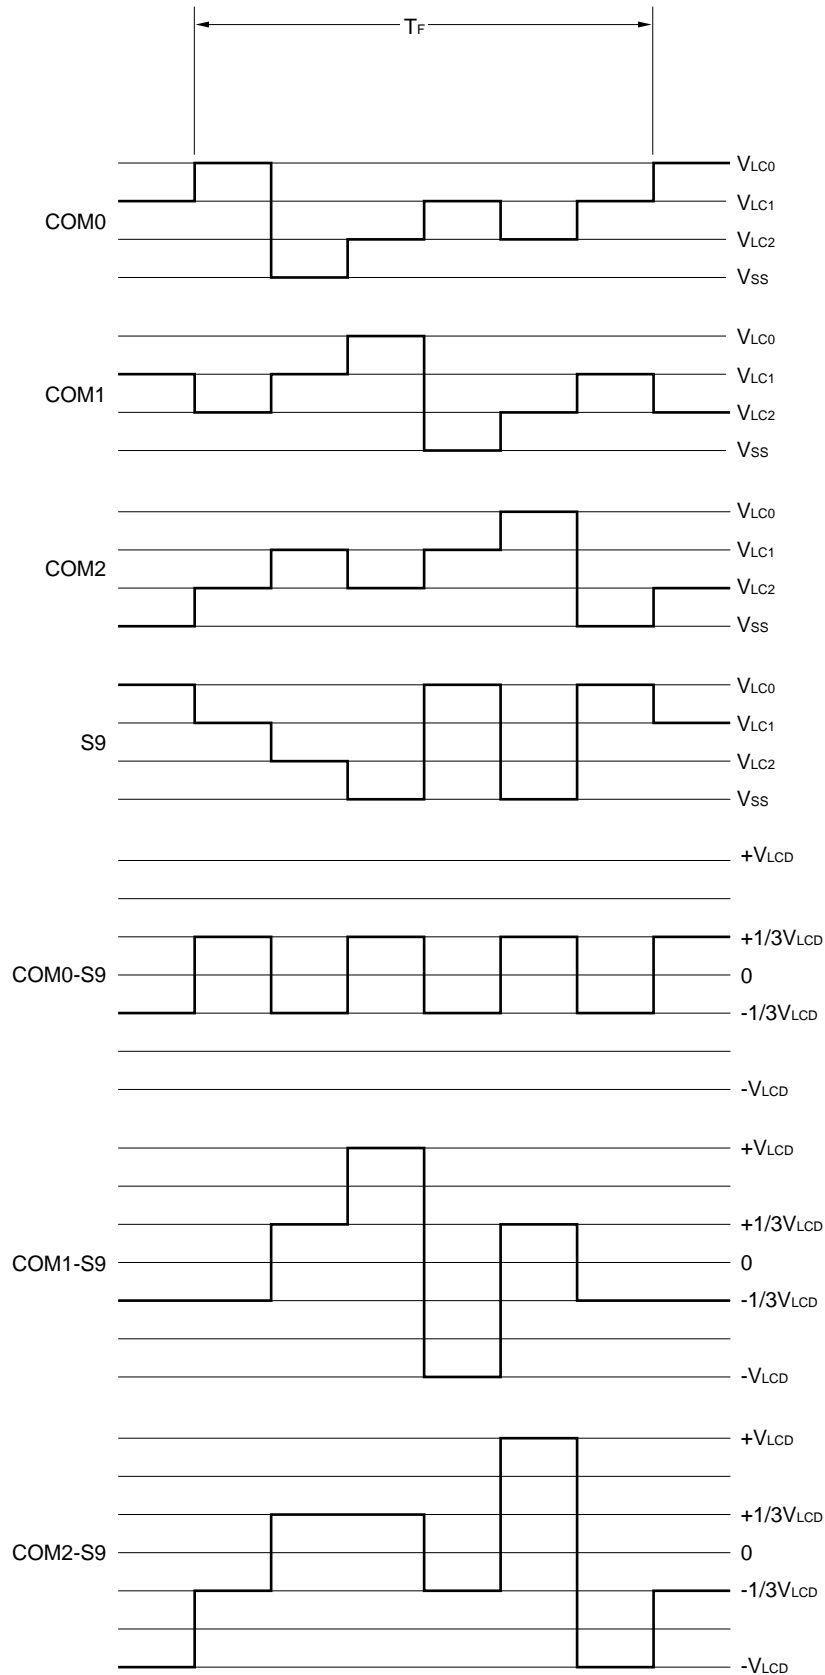 TF
VLC0
VLC1
COM0
VLC2
VSS
VLC0
VLC1
COM1
VLC2
VSS
VLC0
VLC1
COM2
VLC2
VSS
VLC0
VLC1
S9
VLC2
VSS
+VLCD
+1/3VLCD
COM0-S9
0
-1/3VLCD
-VLCD
+VLCD
+1/3VLCD
COM1-S9
0
-1/3VLCD
-VLCD
+VLCD
+1/3VLCD
COM2-S9
0
-1/3VLCD
-VLCD